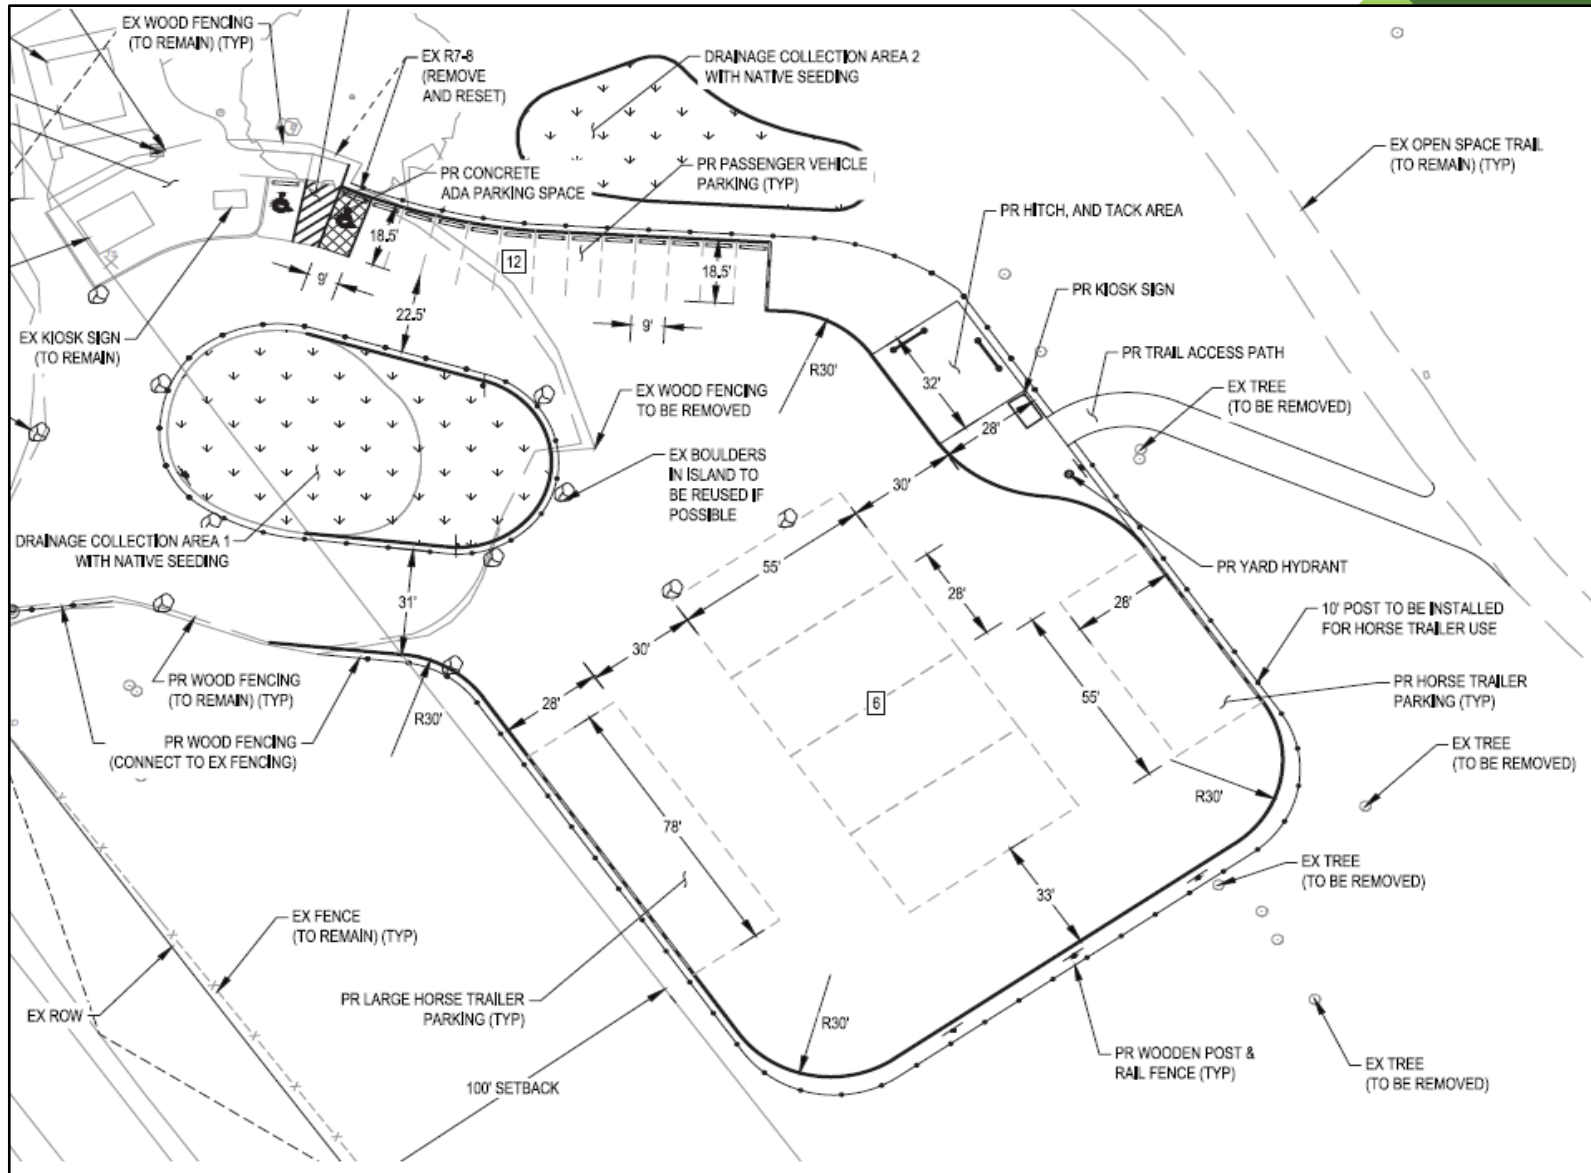 EX WOOD FENCING
(TO REMAIN) (TYP)
EX R7-8
(REMOVE
AND RESET)
DRAINAGE COLLECTION AREA 2
WITH NATIVE SEEDING
EX OPEN SPACE TRAIL
(TO REMAIN) (TYP)
PR CONCRETE
ADA PARKING SPACE
PR PASSENGER VEHICLE
PARKING (TYP)
PR HITCH, AND TACK AREA
18.5'
12
18.5'
9'
22.5'
9'
PR KIOSK SIGN
EX KIOSK SIGN
(TO REMAIN)
R30'
32'
28'
PR TRAIL ACCESS PATH
EX TREE
(TO BE REMOVED)
EX WOOD FENCING
TO BE REMOVED
EX BOULDERS
IN ISLAND TO
BE REUSED IF
POSSIBLE
30'
DRAINAGE COLLECTION AREA 1
WITH NATIVE SEEDING
55'
28'
31'
28'
PR YARD HYDRANT
10' POST TO BE INSTALLED
FOR HORSE TRAILER USE
30'
PR WOOD FENCING
(TO REMAIN) (TYP)
28'
6
55'
PR HORSE TRAILER
PARKING (TYP)
R30'
PR WOOD FENCING
(CONNECT TO EX FENCING)
EX TREE
(TO BE REMOVED)
R30'
78'
33'
EX TREE
(TO BE REMOVED)
EX FENCE
(TO REMAIN) (TYP)
PR LARGE HORSE TRAILER
PARKING (TYP)
EX ROW
R30'
PR WOODEN POST &
RAIL FENCE (TYP)
EX TREE
(TO BE REMOVED)
100' SETBACK